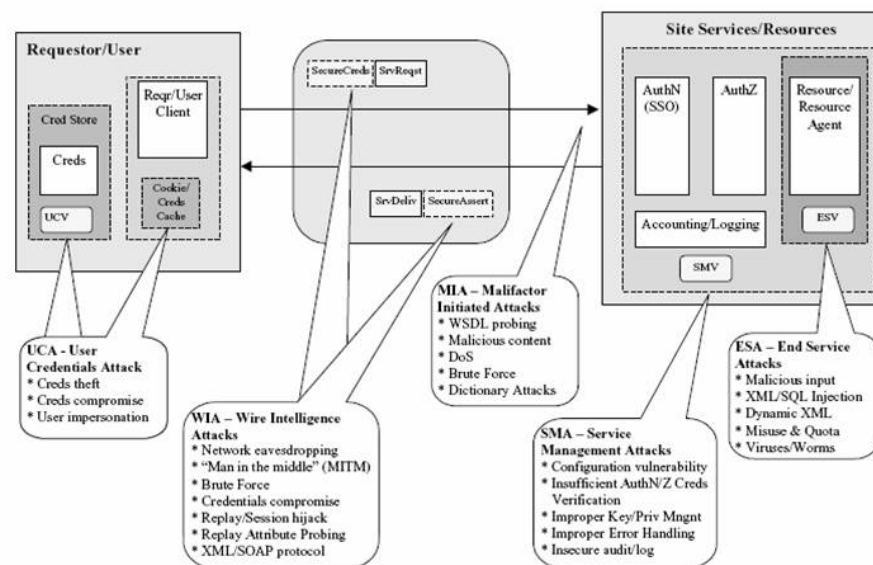 Requestor/User
Cred Store
Creds
UCV
Reqr/User
Client
Cookie/
Creds
Cache
SecureCreds
SrvReqst
SrvDeliv
SecureAssert
Site Services/Resources
AuthN
(SSO)
AuthZ
Resource/
Resource
Agent
Accounting/Logging
SMV
ESV
UCA - User
Credentials Attack
* Creds theft
* Creds compromise
* User impersonation
WIA – Wire Intelligence
Attacks
* Network eavesdropping
* “Man in the middle” (MITM)
* Brute Force
* Credentials compromise
* Replay/Session hijack
* Replay Attribute Probing
* XML/SOAP protocol
MIA – Malifactor
Initiated Attacks
* WSDL probing
* Malicious content
* DoS
* Brute Force
* Dictionary Attacks
SMA – Service
Management Attacks
* Configuration vulnerability
* Insufficient AuthN/Z Creds
Verification
* Improper Key/Priv Mngnt
* Improper Error Handling
* Insecure audit/log
ESA – End Service
Attacks
* Malicious input
* XML/SQL Injection
* Dynamic XML
* Misuse & Quota
* Viruses/Worms